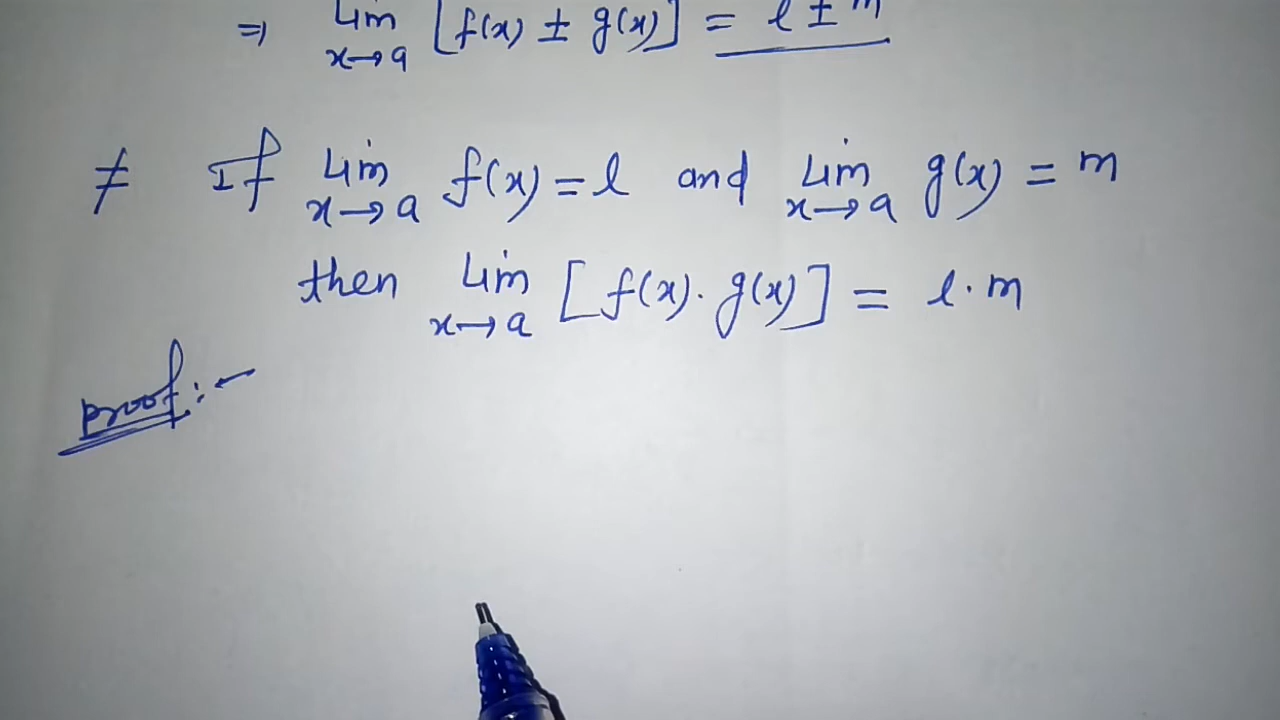 ⇒ Lim [f(x) ± g(x)] = l ± m
x→a
≠ If Lim f(x) = l and Lim g(x) = m
x→a x→a
then Lim [f(x). g(x)] = l . m
x→a
proof :-